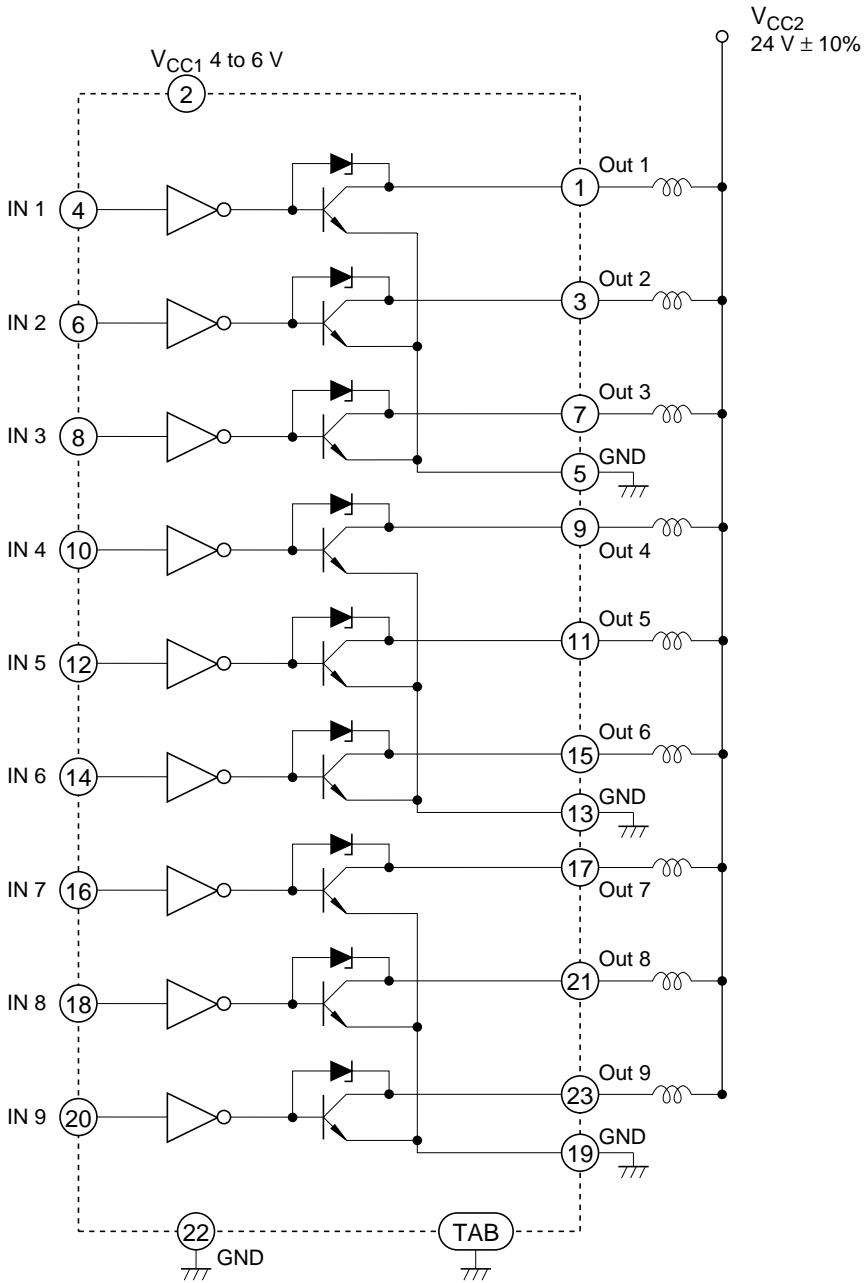 V_CC2
24 V ± 10%
V_CC1 4 to 6 V
2
IN 1 4
1 Out 1
IN 2 6
3 Out 2
IN 3 8
7 Out 3
5 GND
IN 4 10
9 Out 4
IN 5 12
11 Out 5
IN 6 14
15 Out 6
13 GND
IN 7 16
17 Out 7
IN 8 18
21 Out 8
IN 9 20
23 Out 9
19 GND
22 GND
TAB